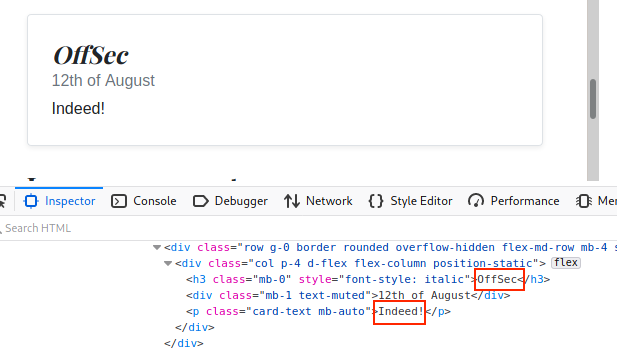 OffSec
12th of August
Indeed!
Inspector Console Debugger Network Style Editor Performance Mem
Search HTML
<div class="row g-0 border rounded overflow-hidden flex-md-row mb-4 s
<div class="col p-4 d-flex flex-column position-static"> flex
<h3 class="mb-0" style="font-style: italic">OffSec</h3>
<div class="mb-1 text-muted">12th of August</div>
<p class="card-text mb-auto">Indeed!</p>
</div>
</div>